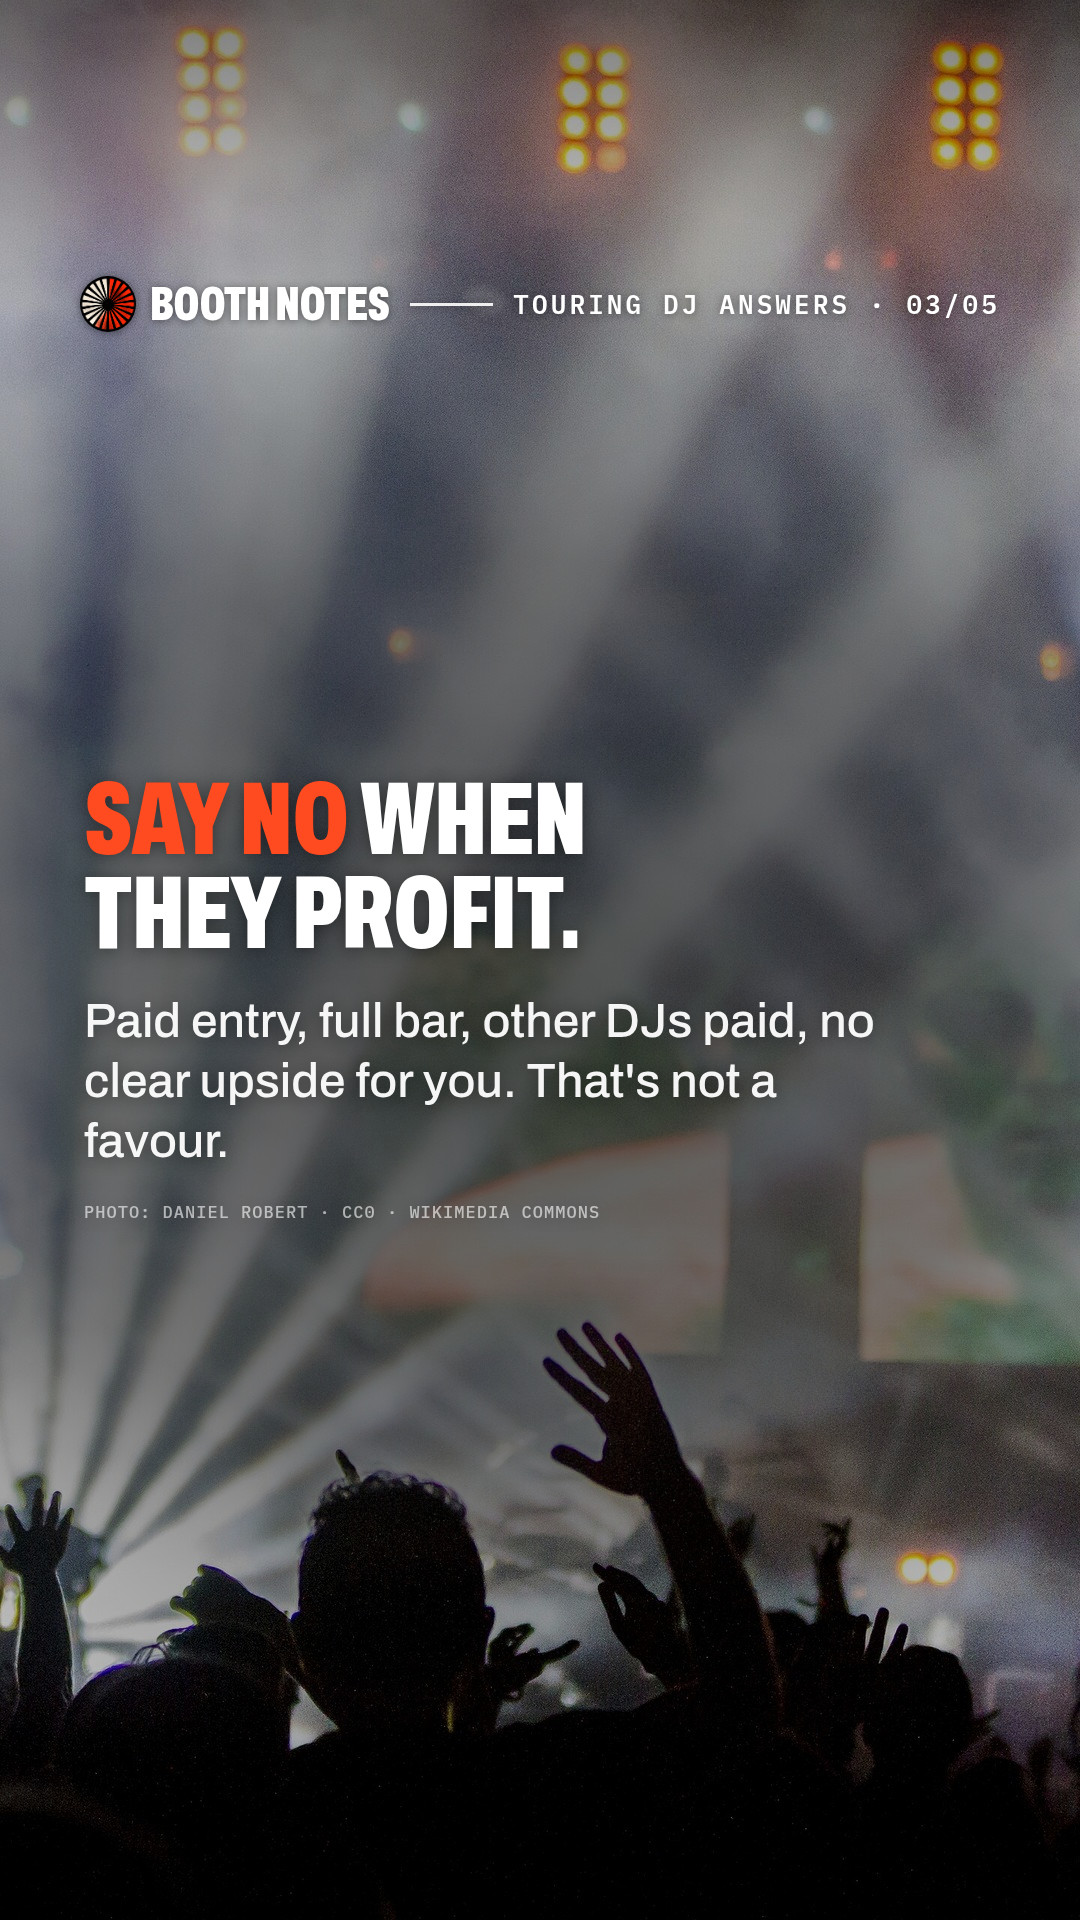 BOOTH NOTES — TOURING DJ ANSWERS · 03/05
SAY NO WHEN
THEY PROFIT.
Paid entry, full bar, other DJs paid, no
clear upside for you. That's not a
favour.
PHOTO: DANIEL ROBERT · CC0 · WIKIMEDIA COMMONS